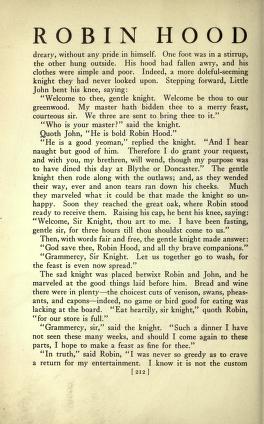 ROBIN HOOD
dreary, without any pride in himself. One foot was in a stirrup,
the other hung outside. His hood had fallen awry, and his
clothes were simple and poor. Indeed, a more doleful-seeming
knight they had never looked upon. Stepping forward, Little
John bent his knee, saying:
"Welcome to thee, gentle knight. Welcome be thou to our
greenwood. My master hath bidden thee to a merry feast,
courteous sir. We three are sent to bring thee to it."
"Who is your master?" said the knight.
Quoth John, "He is bold Robin Hood."
"He is a good yeoman," replied the knight. "And I hear
naught but good of him. Therefore I do grant your request,
and with you, my brethren, will wend, though my purpose was
to have dined this day at Blythe or Doncaster." The gentle
knight then rode along with the outlaws; and, as they wended
their way, ever and anon tears ran down his cheeks. Much
they marveled what it could be that made the knight so un-
happy. Soon they reached the great oak, where Robin stood
ready to receive them. Raising his cap, he bent his knee, saying:
"Welcome, Sir Knight, thou art to me. I have been fasting,
gentle sir, for three hours till thou shouldst come to us."
Then, with words fair and free, the gentle knight made answer:
"God save thee, Robin Hood, and all thy brave companions."
"Grammercy, Sir Knight. Let us together go to wash, for
the feast is even now spread."
The sad knight was placed betwixt Robin and John, and he
marveled at the good things laid before him. Bread and wine
there were in plenty—the choicest cuts of venison, swans, pheas-
ants, and capons—indeed, no game or bird good for eating was
lacking at the board. "Eat heartily, sir knight," quoth Robin,
"for our store is full."
"Grammercy, sir," said the knight. "Such a dinner I have
not seen these many weeks, and should I come again to these
parts, I hope to make a feast as fine for thee."
"In truth," said Robin, "I was never so greedy as to crave
a return for my entertainment. I know it is not the custom
[212]